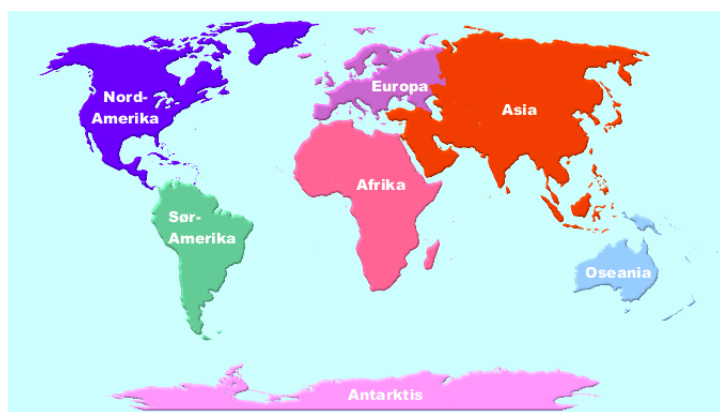 Nord-
Amerika
Europa
Asia
Afrika
Sør-
Amerika
Oseania
Antarktis